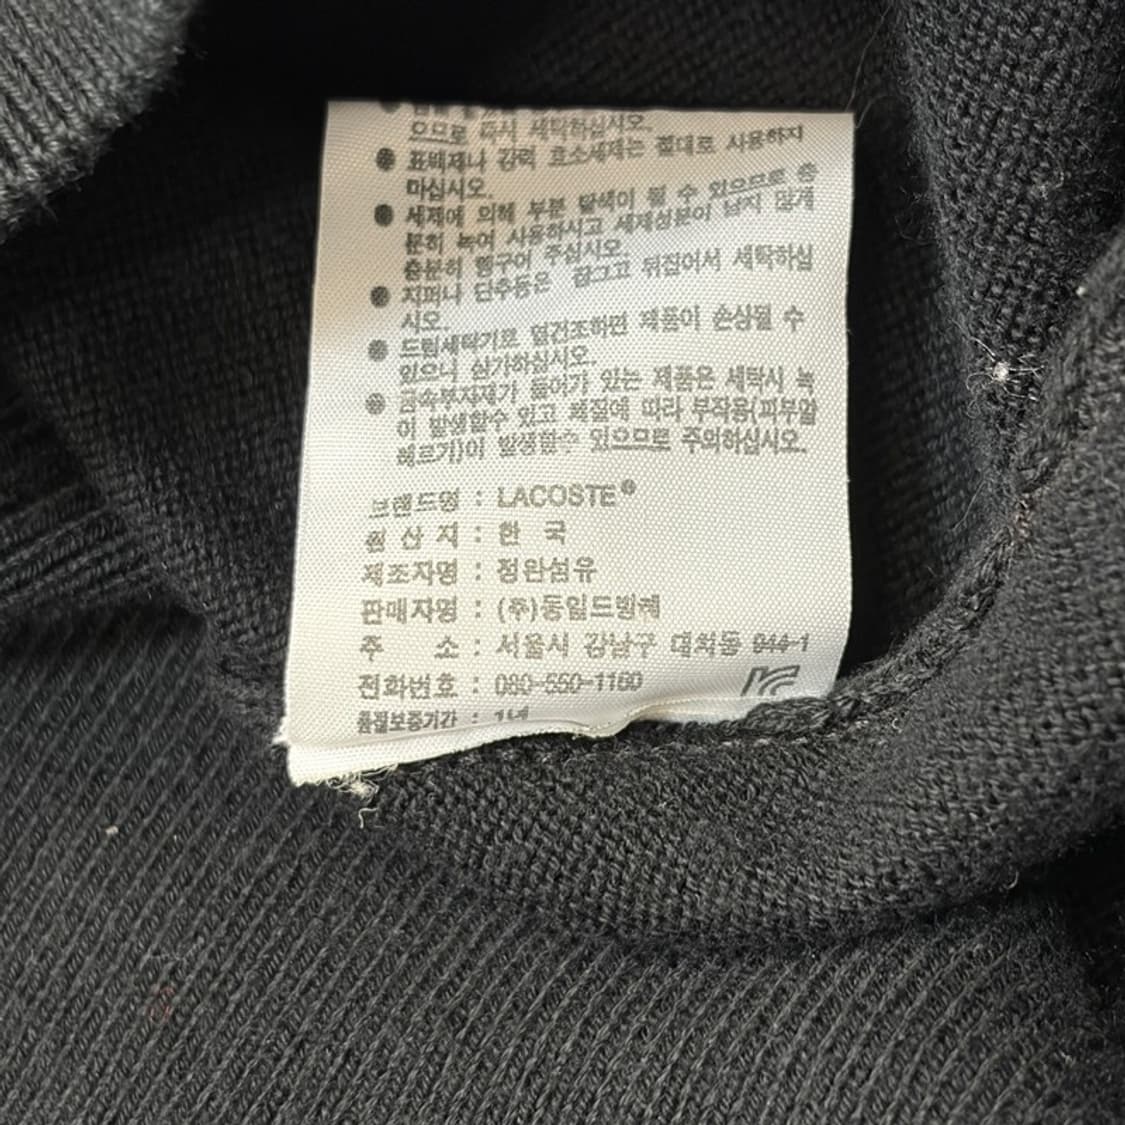 으므로 즉시 세탁하십시오.
표백제나 강력 효소세제는 절대로 사용하지
마십시오.
세제에 의해 부분 탈색이 될 수 있으므로 충
분히 녹여 사용하시고 세제성분이 남지 않게
충분히 헹구어 주십시오.
지퍼나 단추등은 잠그고 뒤집어서 세탁하십
시오.
드럼세탁기로 열건조하면 제품이 손상될 수
있으니 삼가하십시오.
금속부자재가 들어가 있는 제품은 세탁시 녹
이 발생할수 있고 체질에 따라 부작용(피부알
레르기)이 발생할수 있으므로 주의하십시오.
브랜드명 : LACOSTE
원 산 지 : 한 국
제조자명 : 정완섬유
판매자명 : (주)동일드방레
주 소 : 서울시 강남구 대치동 944-1
전화번호 : 080-550-1160
품질보증기간 : 1년